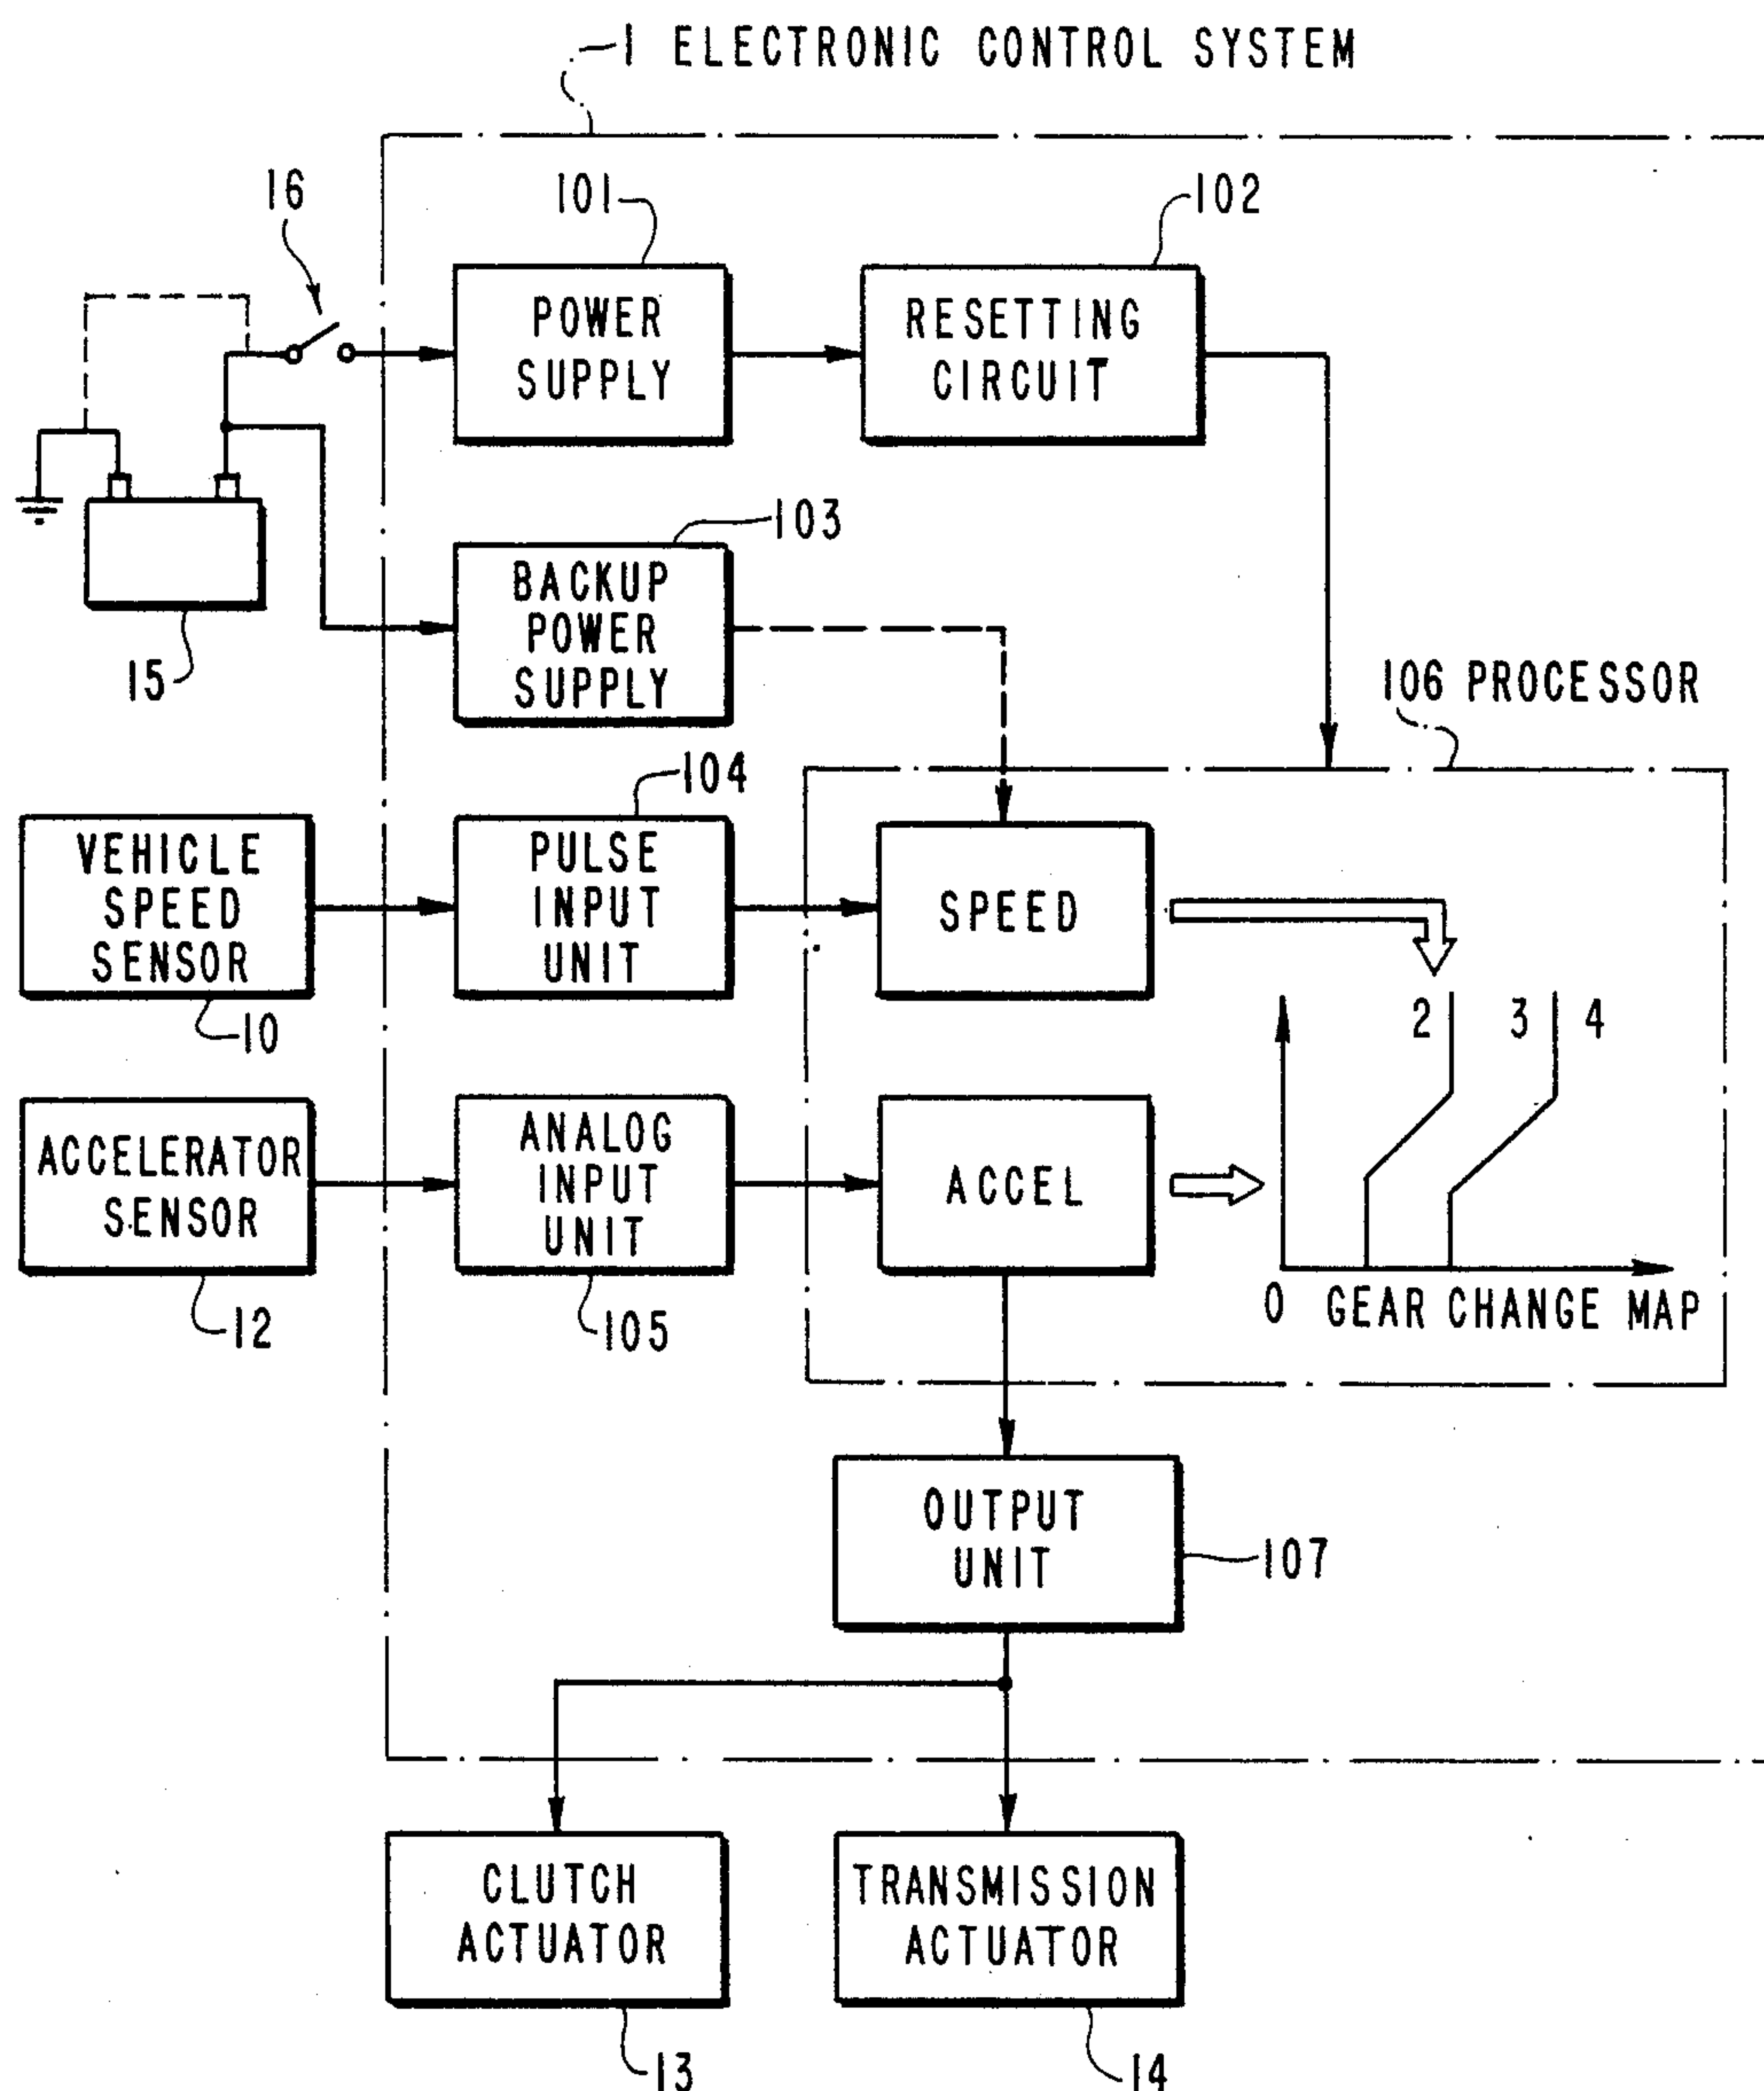 1 ELECTRONIC CONTROL SYSTEM
16
101
102
POWER
SUPPLY
RESETTING
CIRCUIT
103
BACKUP
POWER
SUPPLY
15
106 PROCESSOR
104
VEHICLE
SPEED
SENSOR
PULSE
INPUT
UNIT
SPEED
10
2 3 4
ACCELERATOR
SENSOR
ANALOG
INPUT
UNIT
ACCEL
0 GEAR CHANGE MAP
12
105
OUTPUT
UNIT
107
CLUTCH
ACTUATOR
TRANSMISSION
ACTUATOR
13
14